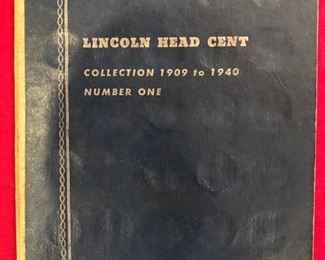 LINCOLN HEAD CENT
COLLECTION 1909 to 1940
NUMBER ONE